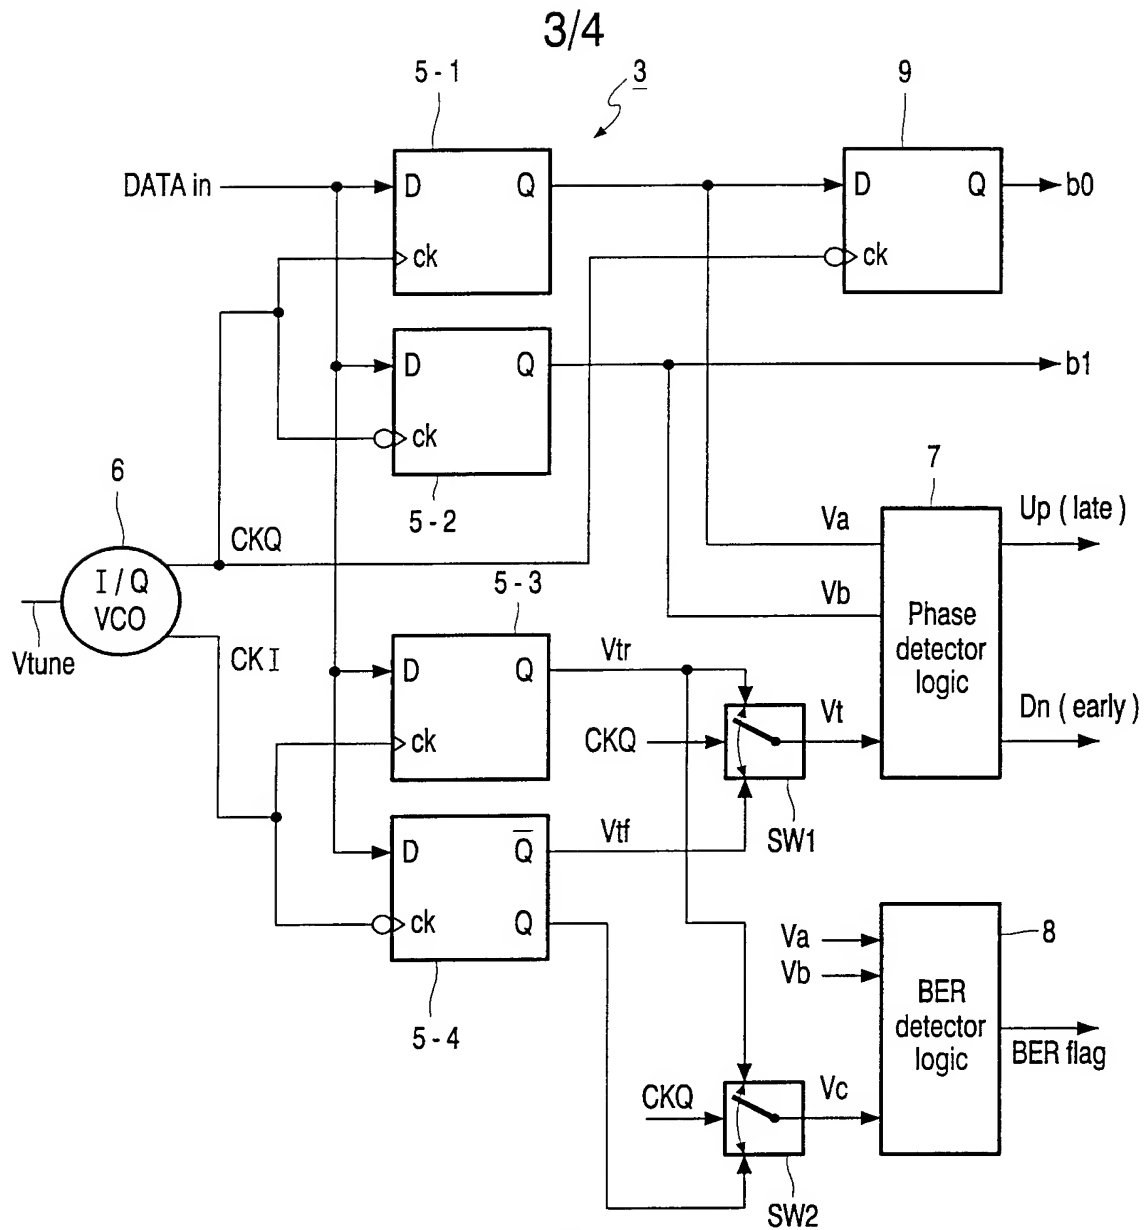 3/4
5 - 1
3
9
DATA in
D
Q
ck
D
Q
ck
b0
D
Q
ck
b1
5 - 2
6
I / Q
VCO
Vtune
CKQ
CKI
7
Va
Vb
Phase
detector
logic
Up ( late )
Dn ( early )
5 - 3
D
Q
ck
Vtr
CKQ
Vt
SW1
D
Q̅
ck
Q
Vtf
5 - 4
8
Va
Vb
BER
detector
logic
BER flag
CKQ
Vc
SW2